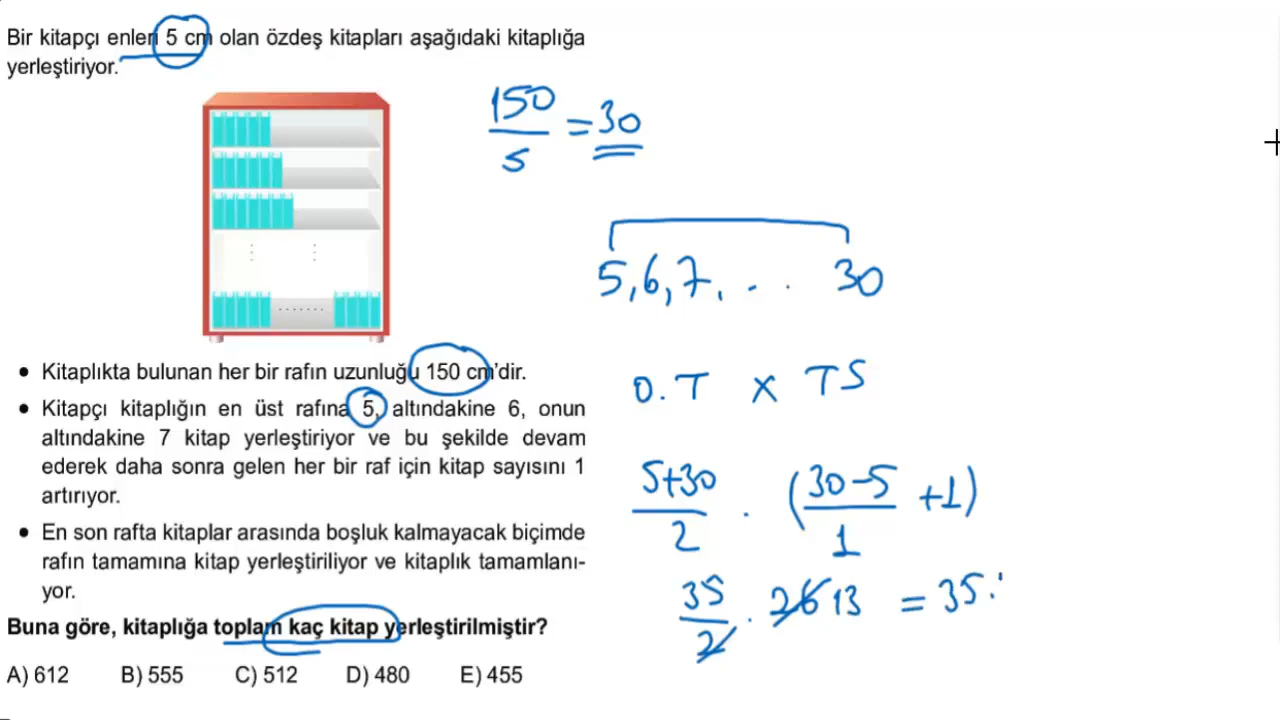 Bir kitapçı enleri 5 cm olan özdeş kitapları aşağıdaki kitaplığa
yerleştiriyor.
150
5
=
30
5, 6, 7, . . . 30
• Kitaplıkta bulunan her bir rafın uzunluğu 150 cm'dir.
• Kitapçı kitaplığın en üst rafına 5, altındakine 6, onun
altındakine 7 kitap yerleştiriyor ve bu şekilde devam
ederek daha sonra gelen her bir raf için kitap sayısını 1
artırıyor.
• En son rafta kitaplar arasında boşluk kalmayacak biçimde
rafın tamamına kitap yerleştiriliyor ve kitaplık tamamlanı-
yor.
Buna göre, kitaplığa toplam kaç kitap yerleştirilmiştir?
A) 612 B) 555 C) 512 D) 480 E) 455
O.T x TS
5+30
2
. (30-5
1
+1)
35
2
. 26 13 = 35.